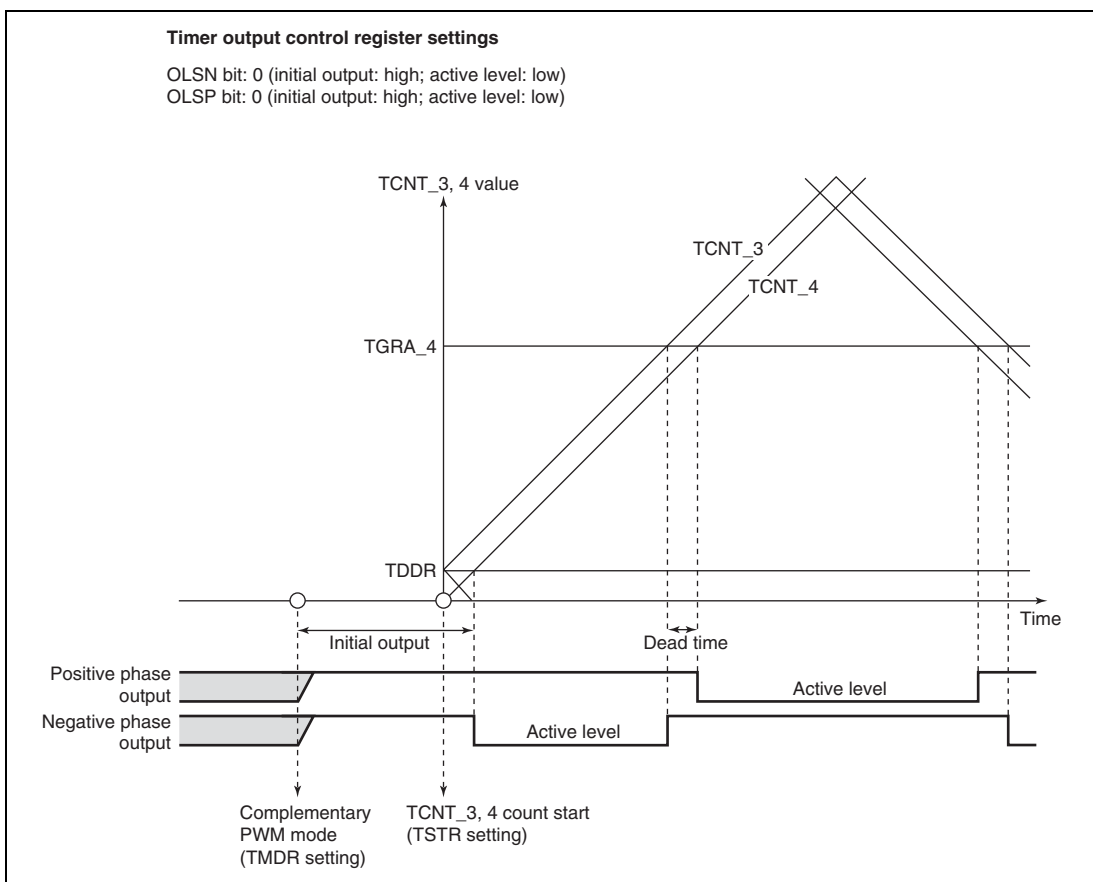 Timer output control register settings
OLSN bit: 0 (initial output: high; active level: low)
OLSP bit: 0 (initial output: high; active level: low)
TCNT_3, 4 value
TCNT_3
TCNT_4
TGRA_4
TDDR
Time
Initial output
Dead time
Positive phase
output
Active level
Negative phase
output
Active level
Complementary
PWM mode
(TMDR setting)
TCNT_3, 4 count start
(TSTR setting)